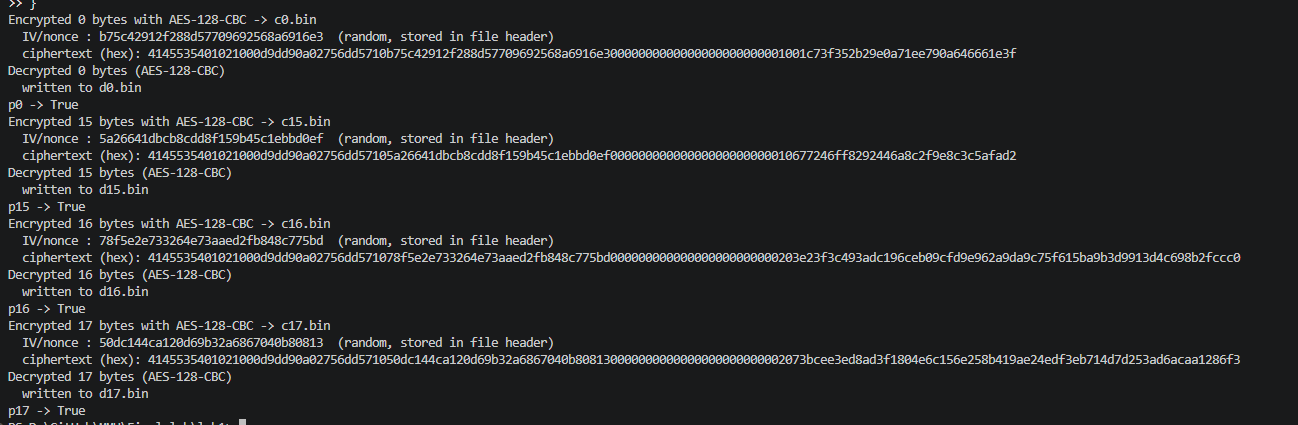 >> }
Encrypted 0 bytes with AES-128-CBC -> c0.bin
  IV/nonce : b75c42912f288d57709692568a6916e3  (random, stored in file header)
  ciphertext (hex): 4145535401021000d9dd90a02756dd5710b75c42912f288d57709692568a6916e300000000000000000000000001001c73f352b29e0a71ee790a646661e3f
Decrypted 0 bytes (AES-128-CBC)
  written to d0.bin
p0 -> True
Encrypted 15 bytes with AES-128-CBC -> c15.bin
  IV/nonce : 5a26641dbcb8cdd8f159b45c1ebbd0ef  (random, stored in file header)
  ciphertext (hex): 4145535401021000d9dd90a02756dd57105a26641dbcb8cdd8f159b45c1ebbd0ef000000000000000000000000010677246ff8292446a8c2f9e8c3c5afad2
Decrypted 15 bytes (AES-128-CBC)
  written to d15.bin
p15 -> True
Encrypted 16 bytes with AES-128-CBC -> c16.bin
  IV/nonce : 78f5e2e733264e73aaed2fb848c775bd  (random, stored in file header)
  ciphertext (hex): 4145535401021000d9dd90a02756dd571078f5e2e733264e73aaed2fb848c775bd00000000000000000000000000203e23f3c493adc196ceb09cfd9e962a9da9c75f615ba9b3d9913d4c698b2fccc0
Decrypted 16 bytes (AES-128-CBC)
  written to d16.bin
p16 -> True
Encrypted 17 bytes with AES-128-CBC -> c17.bin
  IV/nonce : 50dc144ca120d69b32a6867040b80813  (random, stored in file header)
  ciphertext (hex): 4145535401021000d9dd90a02756dd571050dc144ca120d69b32a6867040b80813000000000000000000000000002073bcee3ed8ad3f1804e6c156e258b419ae24edf3eb714d7d253ad6acaa1286f3
Decrypted 17 bytes (AES-128-CBC)
  written to d17.bin
p17 -> True